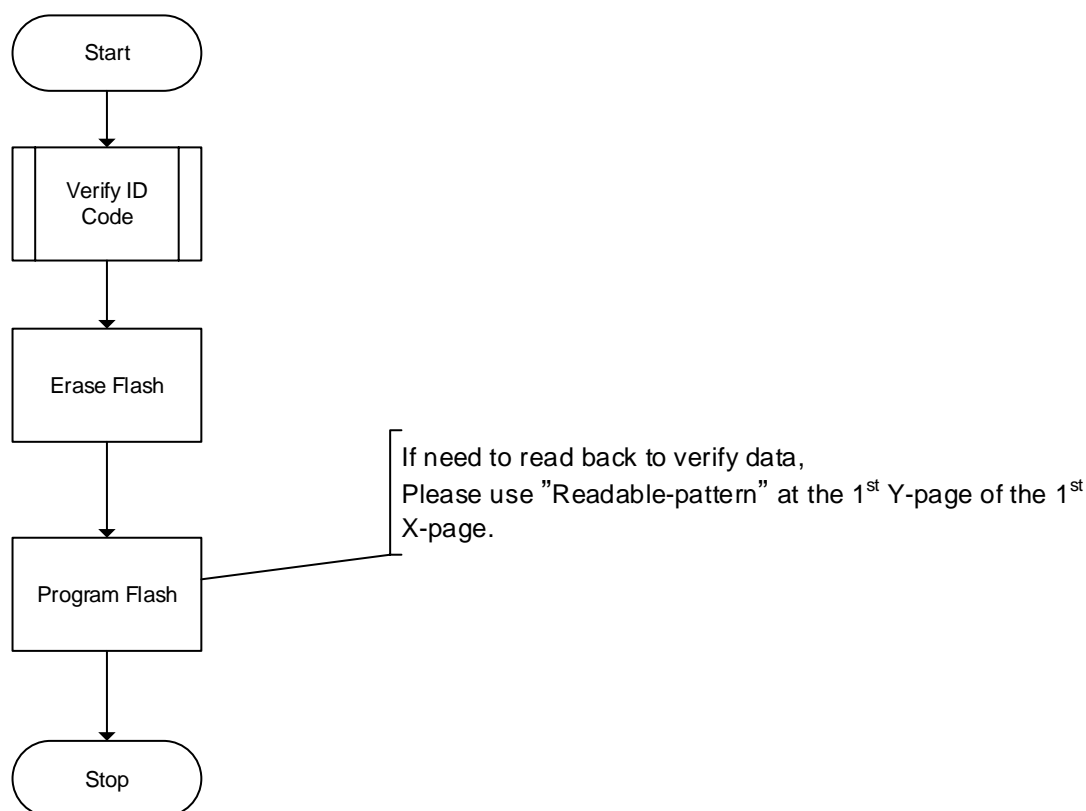 Start
Verify ID
Code
Erase Flash
If need to read back to verify data,
Please use ”Readable-pattern” at the 1st Y-page of the 1st
X-page.
Program Flash
Stop